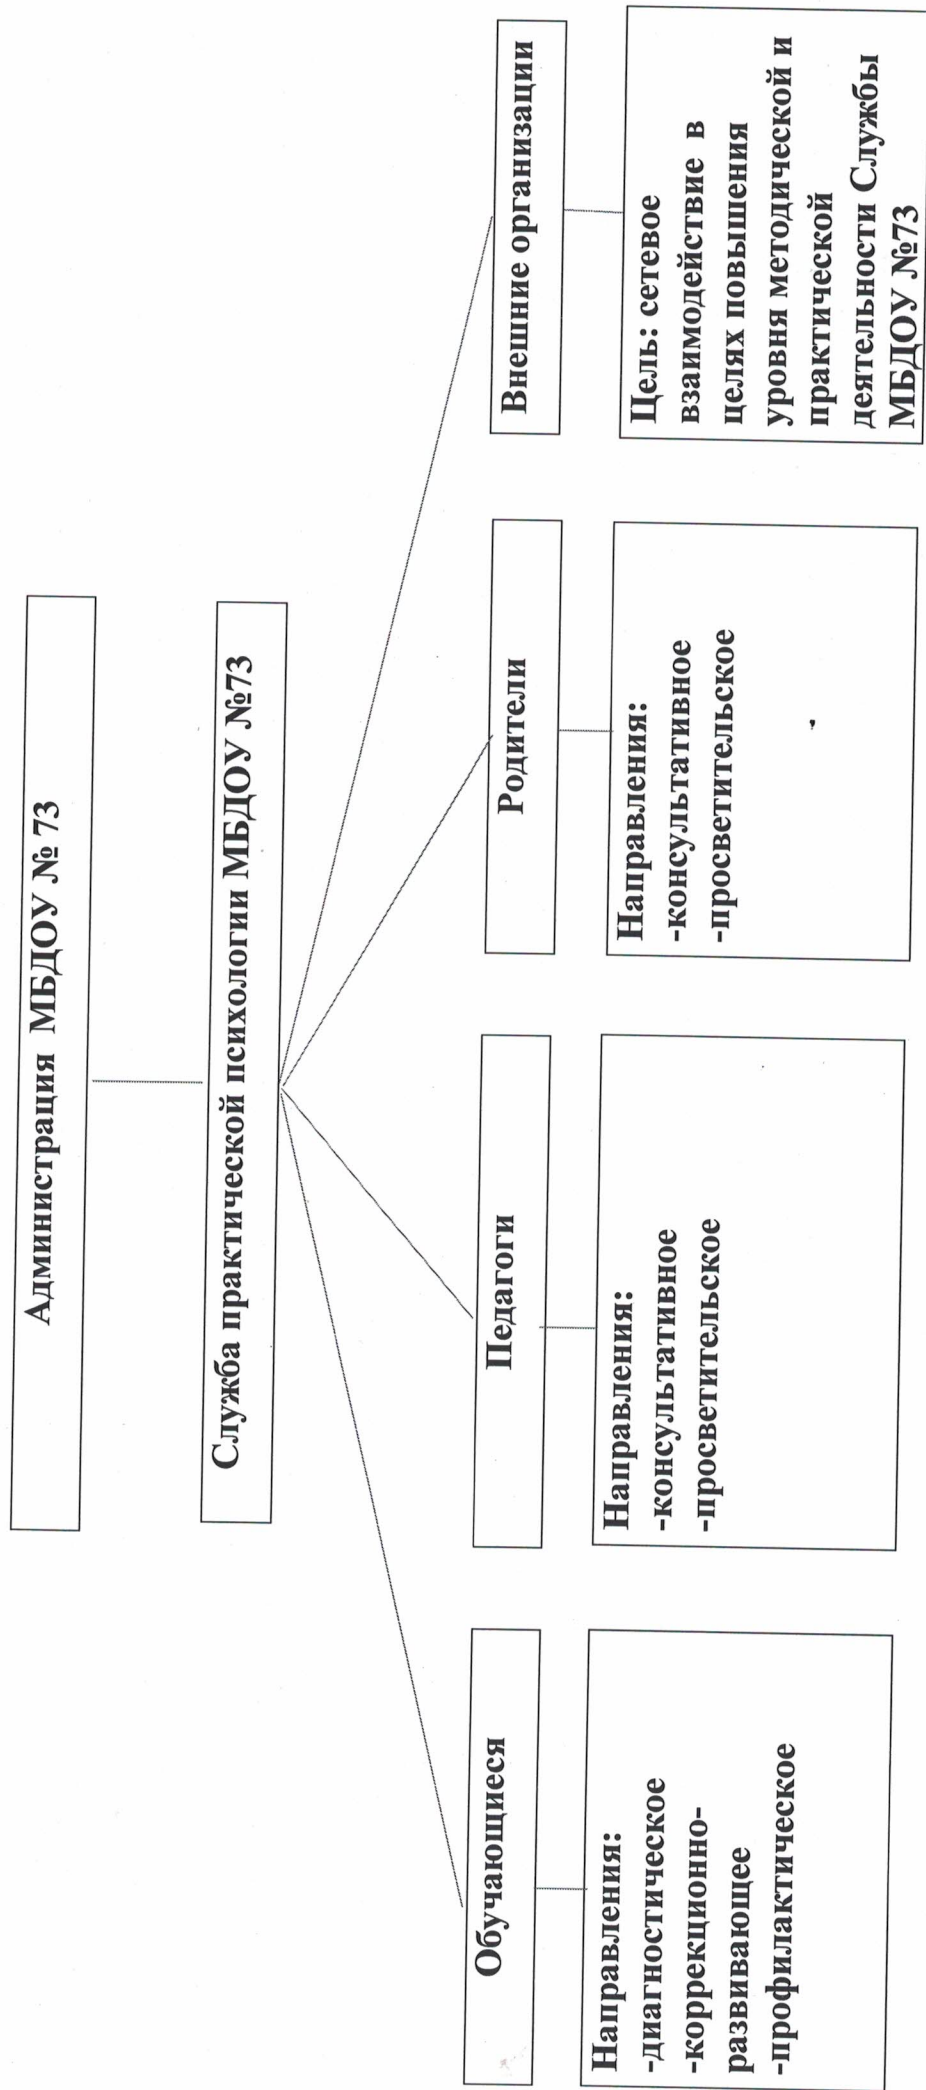 Администрация МБДОУ № 73
Служба практической психологии МБДОУ №73
Обучающиеся
Педагоги
Родители
Внешние организации
Направления:
-диагностическое
-коррекционно-
развивающее
-профилактическое
Направления:
-консультативное
-просветительское
Направления:
-консультативное
-просветительское
Цель: сетевое
взаимодействие в
целях повышения
уровня методической и
практической
деятельности Службы
МБДОУ №73